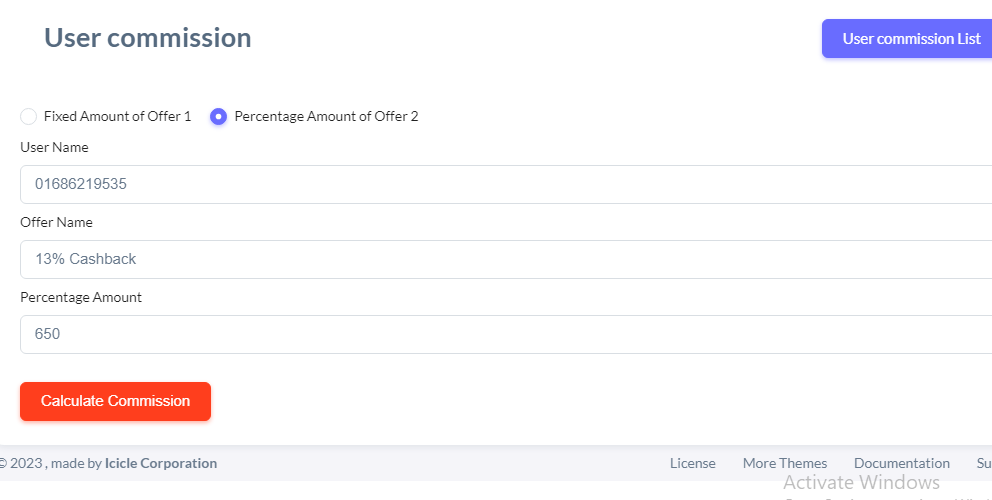 User commission
User commission List
Fixed Amount of Offer 1
Percentage Amount of Offer 2
User Name
01686219535
Offer Name
13% Cashback
Percentage Amount
650
Calculate Commission
© 2023 , made by Icicle Corporation
License
More Themes
Documentation
Su
Activate Windows